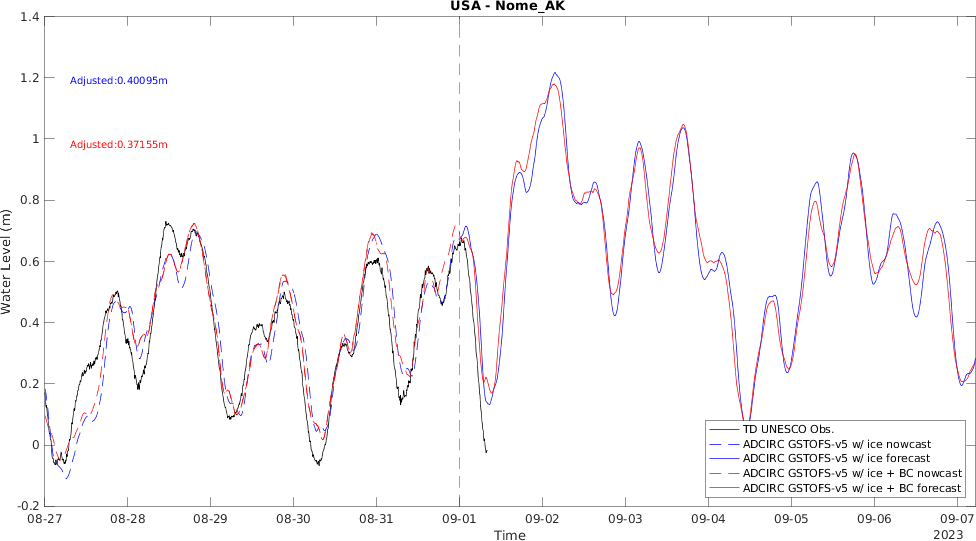 USA - Nome_AK
1.4
1.2
1
0.8
0.6
0.4
0.2
0
-0.2
Water Level (m)
Adjusted:0.40095m
Adjusted:0.37155m
TD UNESCO Obs.
ADCIRC GSTOFS-v5 w/ ice nowcast
ADCIRC GSTOFS-v5 w/ ice forecast
ADCIRC GSTOFS-v5 w/ ice + BC nowcast
ADCIRC GSTOFS-v5 w/ ice + BC forecast
08-27 08-28 08-29 08-30 08-31 09-01 09-02 09-03 09-04 09-05 09-06 09-07
Time
2023